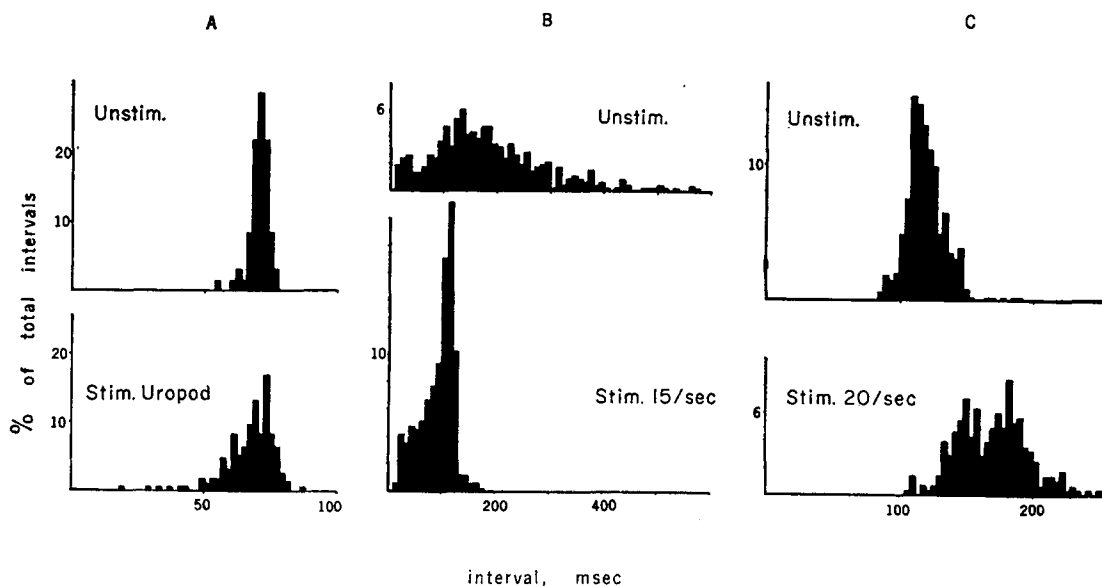 A B C
Unstim.
20
10
Stim. Uropod
20
10
50 100
6
Unstim.
10
Stim. 15/sec
200 400
Unstim.
10
Stim. 20/sec
6
100 200
% of total intervals
interval, msec